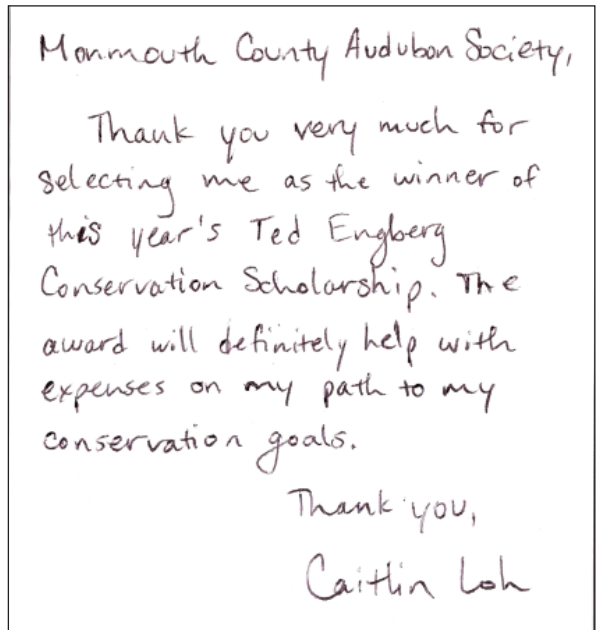 Monmouth County Audubon Society,
Thank you very much for
selecting me as the winner of
this year's Ted Engberg
Conservation Scholarship. The
award will definitely help with
expenses on my path to my
conservation goals.
Thank you,
Caitlin Loh